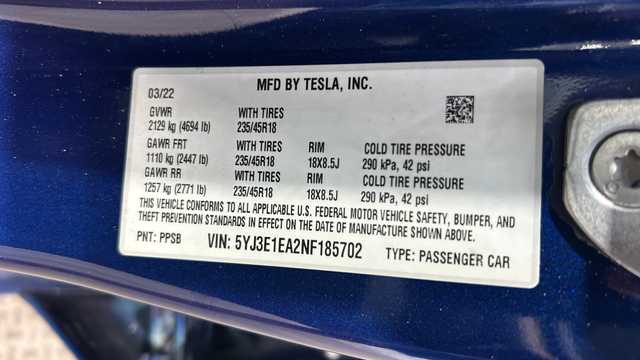 MFD BY TESLA, INC.
03/22
GVWR WITH TIRES
2129 kg (4694 lb) 235/45R18
GAWR FRT WITH TIRES RIM COLD TIRE PRESSURE
1110 kg (2447 lb) 235/45R18 18X8.5J 290 kPa, 42 psi
GAWR RR WITH TIRES RIM COLD TIRE PRESSURE
1257 kg (2771 lb) 235/45R18 18X8.5J 290 kPa, 42 psi
THIS VEHICLE CONFORMS TO ALL APPLICABLE U.S. FEDERAL MOTOR VEHICLE SAFETY, BUMPER, AND
THEFT PREVENTION STANDARDS IN EFFECT ON THE DATE OF MANUFACTURE SHOWN ABOVE.
PNT: PPSB VIN: 5YJ3E1EA2NF185702 TYPE: PASSENGER CAR